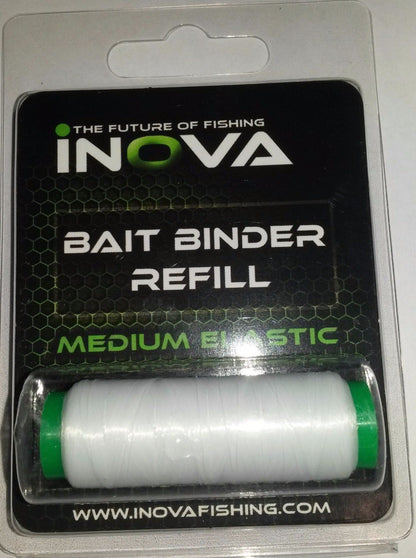 THE FUTURE OF FISHING
iNOVA
BAIT BINDER
REFILL
MEDIUM ELASTIC
WWW.INOVAFISHING.COM